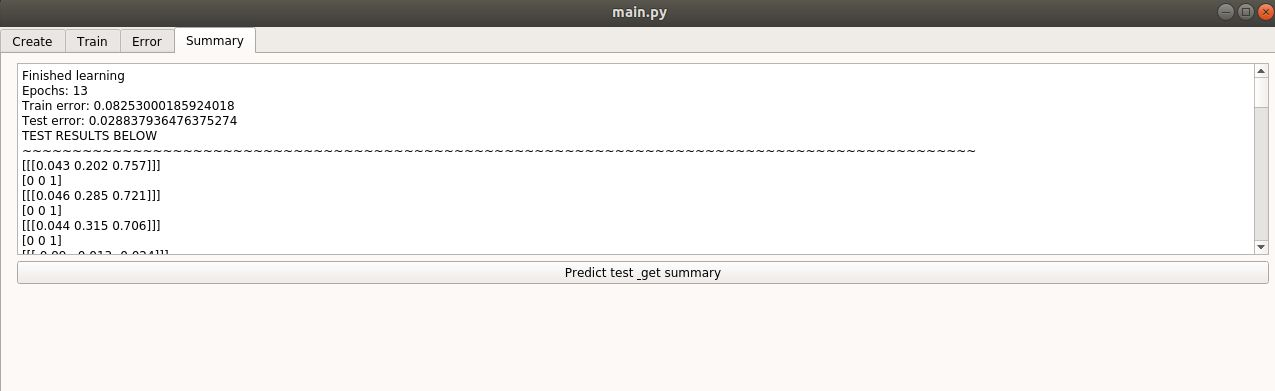 main.py
Create Train Error Summary
Finished learning
Epochs: 13
Train error: 0.08253000185924018
Test error: 0.028837936476375274
TEST RESULTS BELOW
~~~~~~~~~~~~~~~~~~~~~~~~~~~~~~~~~~~~~~~~~~~~~~~~~~~~~~~~~~~~~~~~~~~~~~~~~~~~~~~~~~~~~~~~~~~~~~~
[[[0.043 0.202 0.757]]]
[0 0 1]
[[[0.046 0.285 0.721]]]
[0 0 1]
[[[0.044 0.315 0.706]]]
[0 0 1]
Predict test _get summary